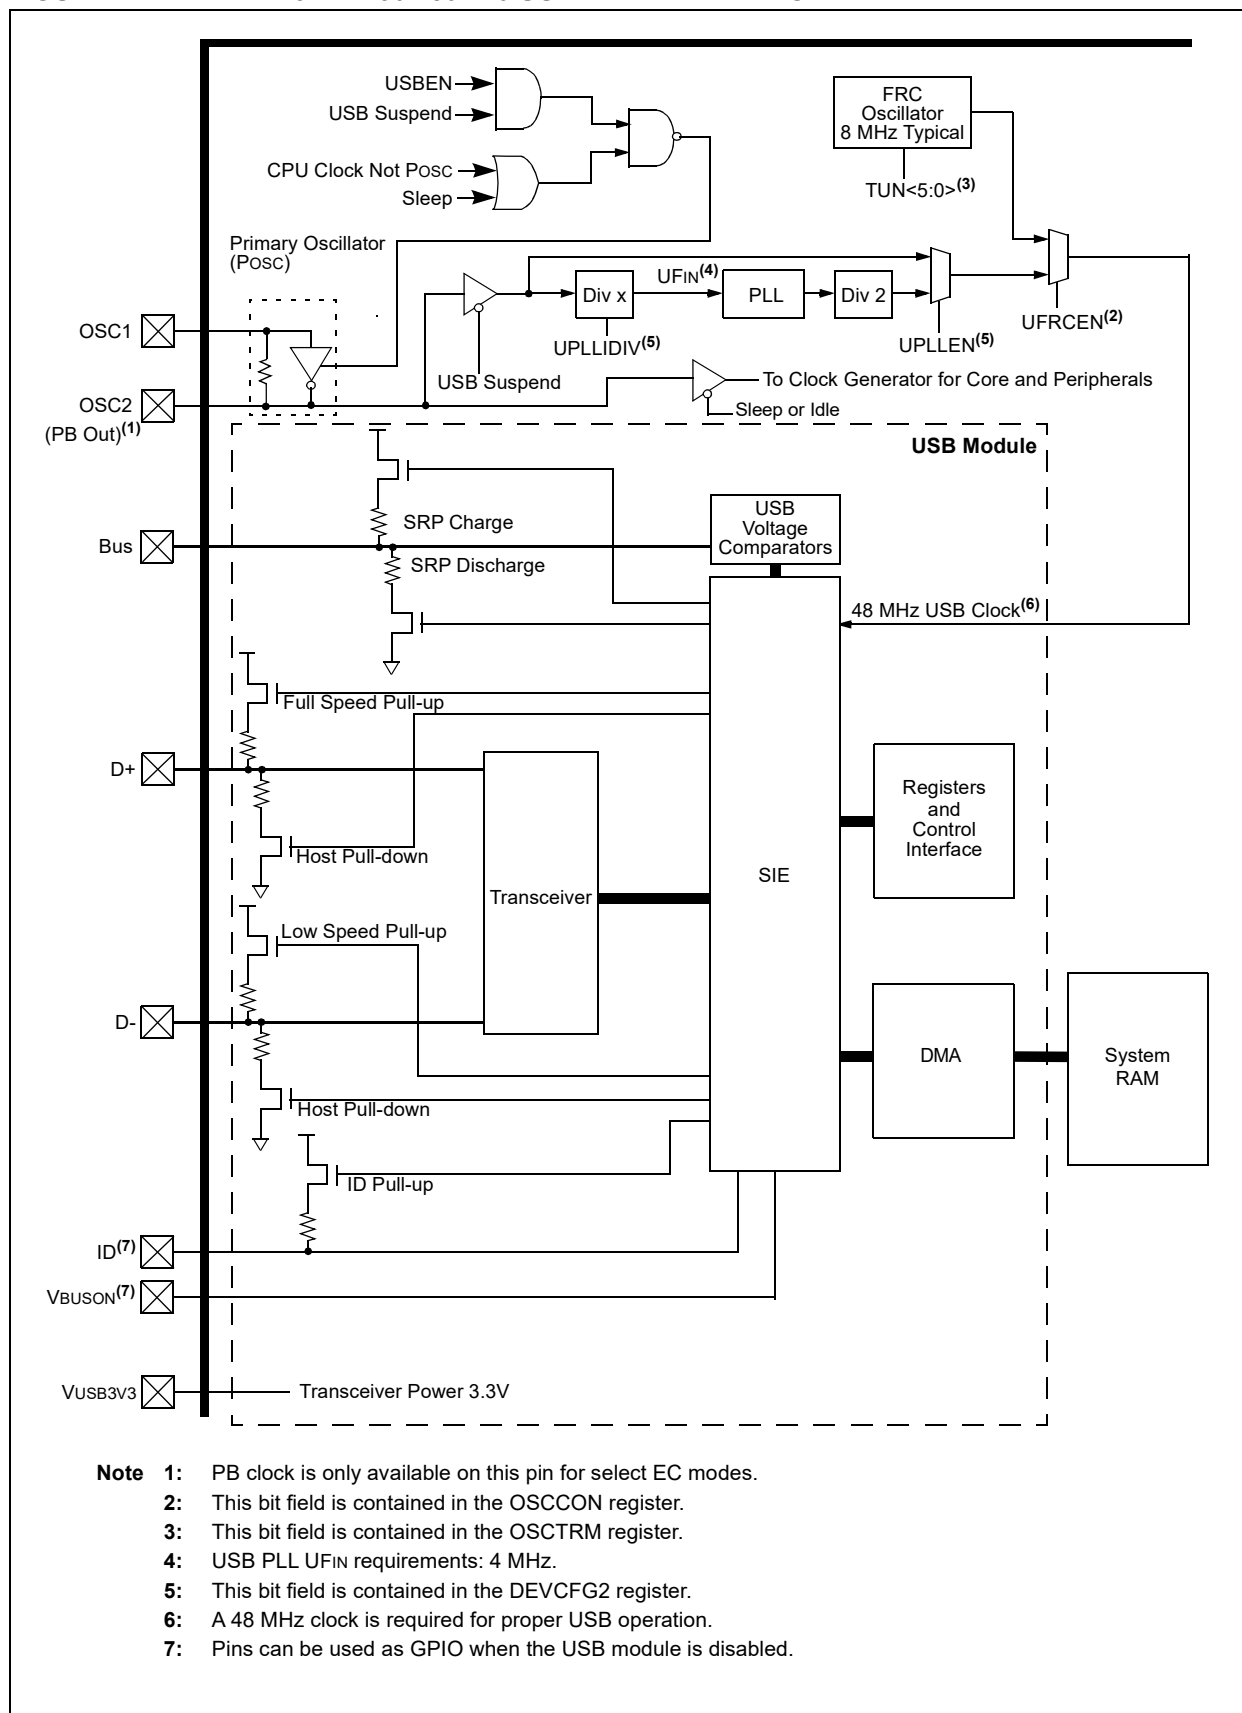 USBEN
USB Suspend
CPU Clock Not POSC
Sleep
FRC
Oscillator
8 MHz Typical
TUN<5:0>(3)
Primary Oscillator
(POSC)
UFIN(4)
Div x
PLL
Div 2
UFRCEN(2)
OSC1
UPLLIDIV(5)
UPLLEN(5)
USB Suspend
To Clock Generator for Core and Peripherals
OSC2
(PB Out)(1)
Sleep or Idle
USB Module
USB
Voltage
Comparators
SRP Charge
Bus
SRP Discharge
48 MHz USB Clock(6)
Full Speed Pull-up
D+
Registers
and
Control
Interface
Host Pull-down
SIE
Transceiver
Low Speed Pull-up
D-
DMA
System
RAM
Host Pull-down
ID Pull-up
ID(7)
VBUSON(7)
VUSB3V3
Transceiver Power 3.3V
Note 1: PB clock is only available on this pin for select EC modes.
2: This bit field is contained in the OSCCON register.
3: This bit field is contained in the OSCTRM register.
4: USB PLL UFIN requirements: 4 MHz.
5: This bit field is contained in the DEVCFG2 register.
6: A 48 MHz clock is required for proper USB operation.
7: Pins can be used as GPIO when the USB module is disabled.